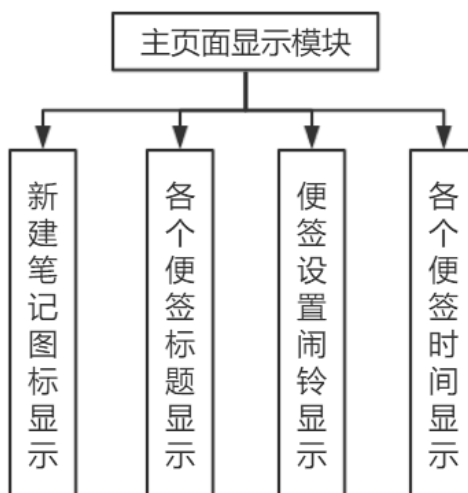 主页面显示模块
新建笔记图标显示
各个便签标题显示
便签设置闹铃显示
各个便签时间显示